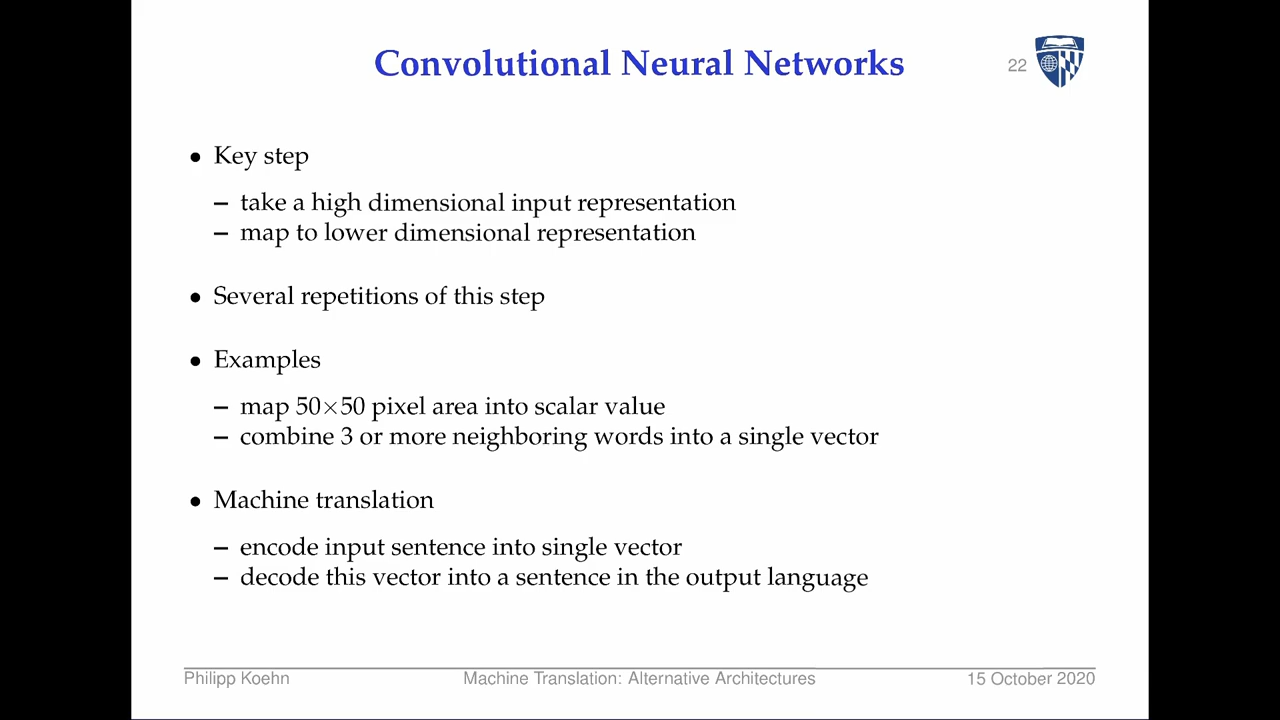 Convolutional Neural Networks
22
• Key step
– take a high dimensional input representation
– map to lower dimensional representation
• Several repetitions of this step
• Examples
– map 50×50 pixel area into scalar value
– combine 3 or more neighboring words into a single vector
• Machine translation
– encode input sentence into single vector
– decode this vector into a sentence in the output language
Philipp Koehn Machine Translation: Alternative Architectures 15 October 2020